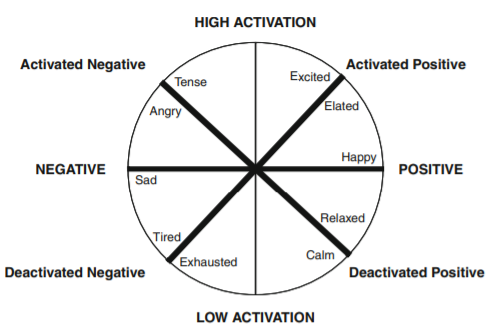 HIGH ACTIVATION
Activated Negative
Activated Positive
Tense
Excited
Angry
Elated
Happy
NEGATIVE
POSITIVE
Sad
Relaxed
Tired
Calm
Exhausted
Deactivated Negative
Deactivated Positive
LOW ACTIVATION